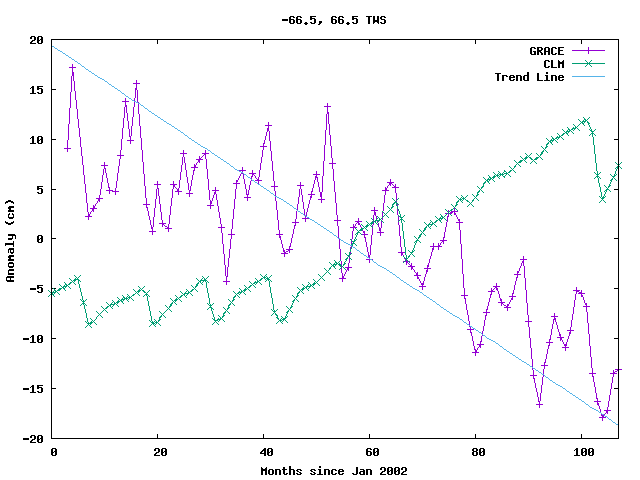 -66.5, 66.5 TWS
GRACE
CLM
Trend Line
20
15
10
5
0
-5
-10
-15
-20
Anomaly (cm)
0 20 40 60 80 100
Months since Jan 2002